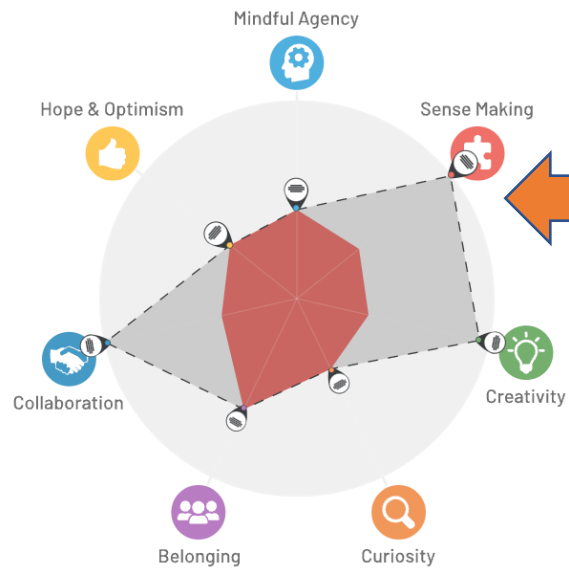 Mindful Agency
Hope & Optimism
Sense Making
Collaboration
Creativity
Belonging
Curiosity